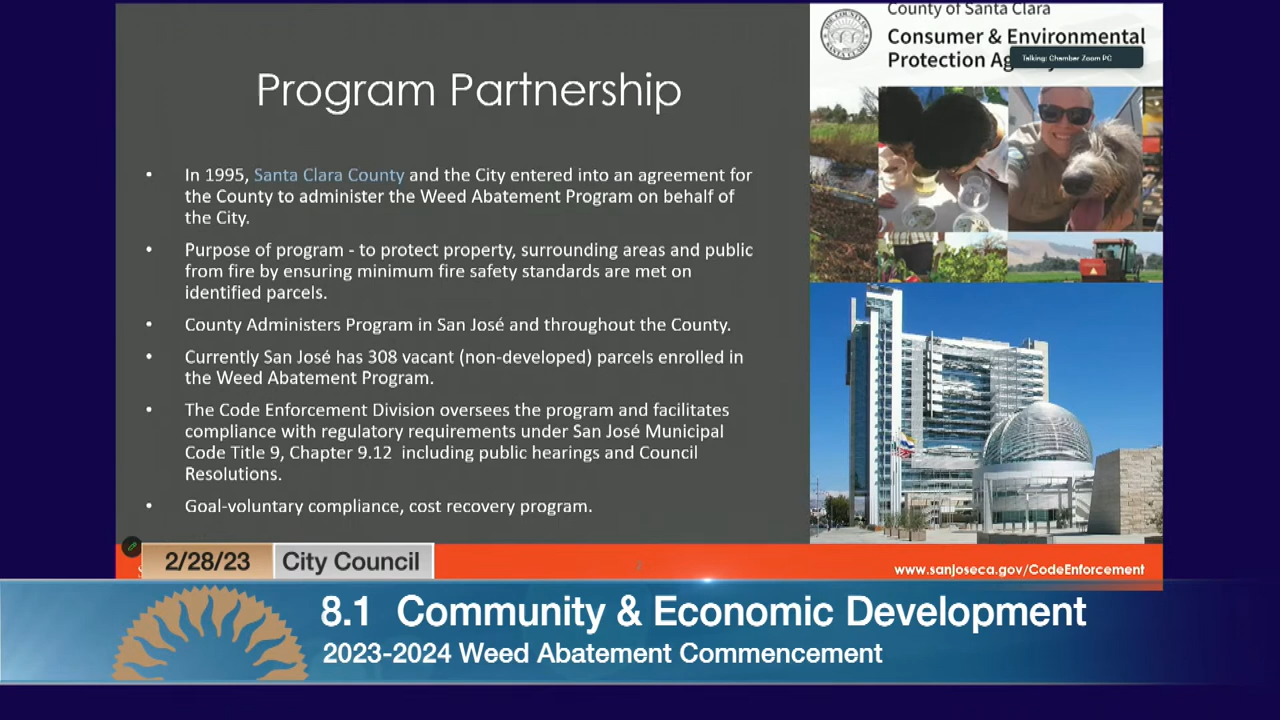 County of Santa Clara
Consumer & Environmental
Protection
Talking: Chamber Zoom PC
Program Partnership
• In 1995, Santa Clara County and the City entered into an agreement for
the County to administer the Weed Abatement Program on behalf of
the City.
• Purpose of program - to protect property, surrounding areas and public
from fire by ensuring minimum fire safety standards are met on
identified parcels.
• County Administers Program in San José and throughout the County.
• Currently San José has 308 vacant (non-developed) parcels enrolled in
the Weed Abatement Program.
• The Code Enforcement Division oversees the program and facilitates
compliance with regulatory requirements under San José Municipal
Code Title 9, Chapter 9.12 including public hearings and Council
Resolutions.
• Goal-voluntary compliance, cost recovery program.
www.sanjoseca.gov/CodeEnforcement
2/28/23 City Council
8.1 Community & Economic Development
2023-2024 Weed Abatement Commencement